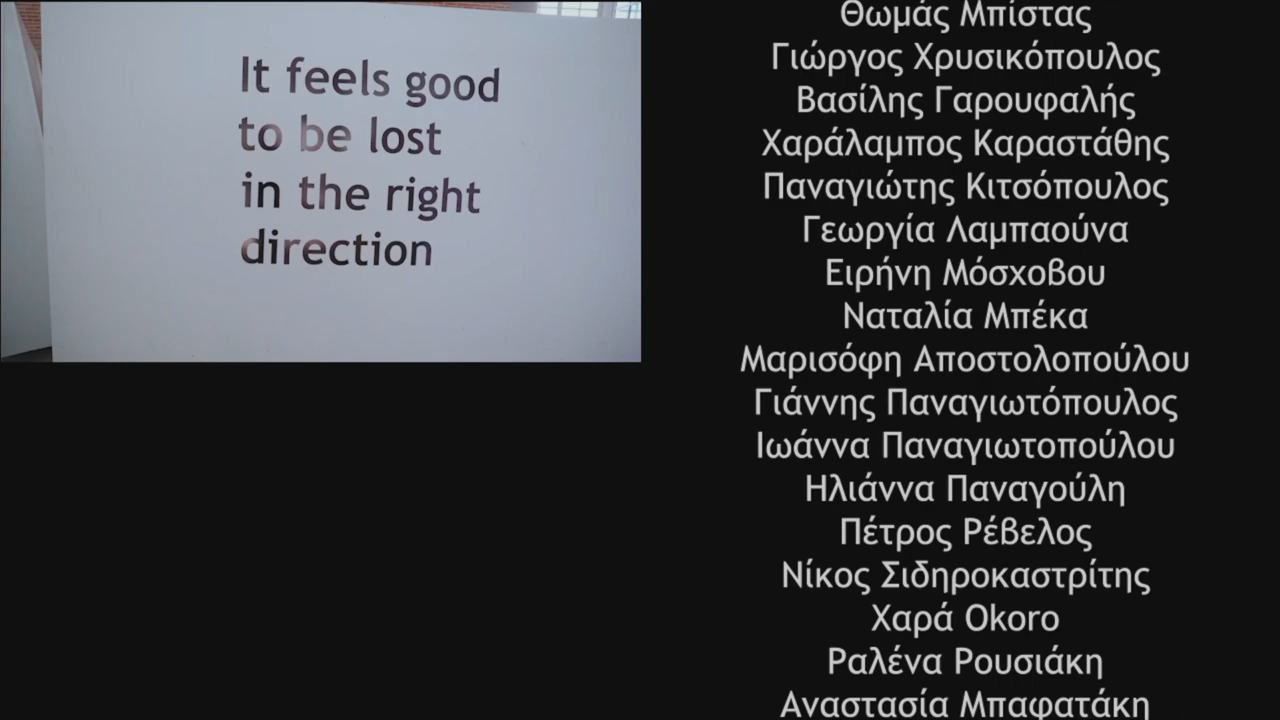 It feels good
to be lost
in the right
direction
Θωμάς Μπίστας
Γιώργος Χρυσικόπουλος
Βασίλης Γαρουφαλής
Χαράλαμπος Καραστάθης
Παναγιώτης Κιτσόπουλος
Γεωργία Λαμπαούνα
Ειρήνη Μόσχοβου
Ναταλία Μπέκα
Μαρισόφη Αποστολοπούλου
Γιάννης Παναγιωτόπουλος
Ιωάννα Παναγιωτοπούλου
Ηλιάννα Παναγούλη
Πέτρος Ρέβελος
Νίκος Σιδηροκαστρίτης
Χαρά Okoro
Ραλένα Ρουσιάκη
Αναστασία Μπαφατάκη